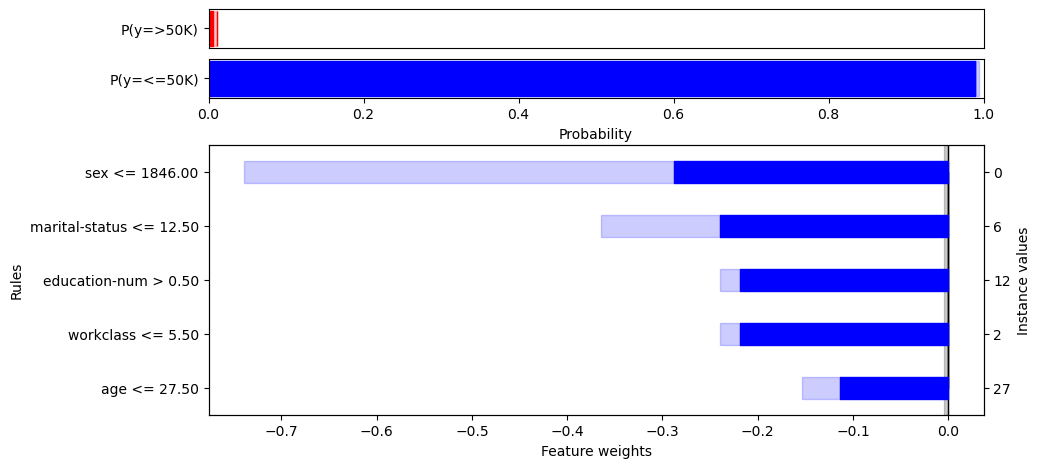 P(y=>50K)
P(y=<=50K)
0.0 0.2 0.4 0.6 0.8 1.0
Probability
sex <= 1846.00 0
marital-status <= 12.50 6
education-num > 0.50 12
workclass <= 5.50 2
age <= 27.50 27
Rules
Instance values
−0.7 −0.6 −0.5 −0.4 −0.3 −0.2 −0.1 0.0
Feature weights